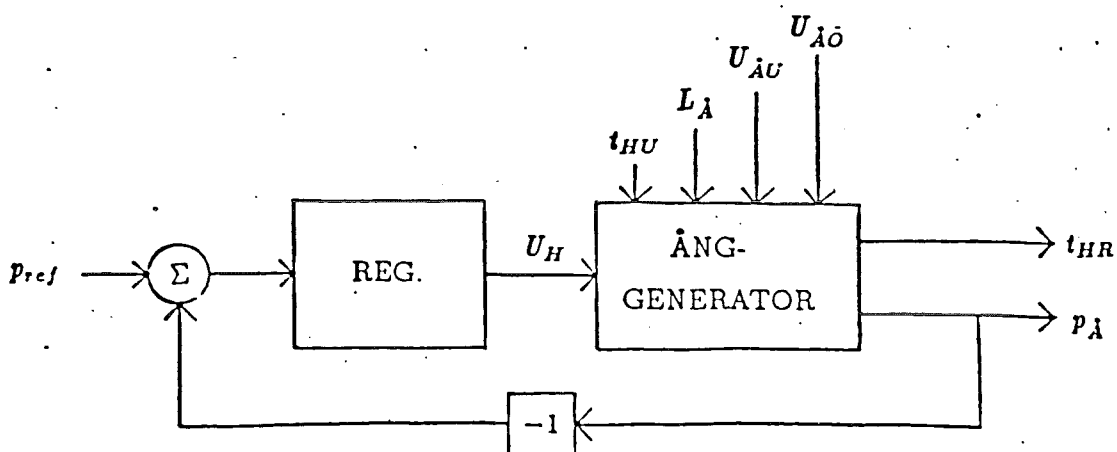 U_ÅÖ
U_ÅU
L_Å
t_HU
p_ref
Σ
REG.
U_H
ÅNG-
GENERATOR
t_HR
p_Å
-1